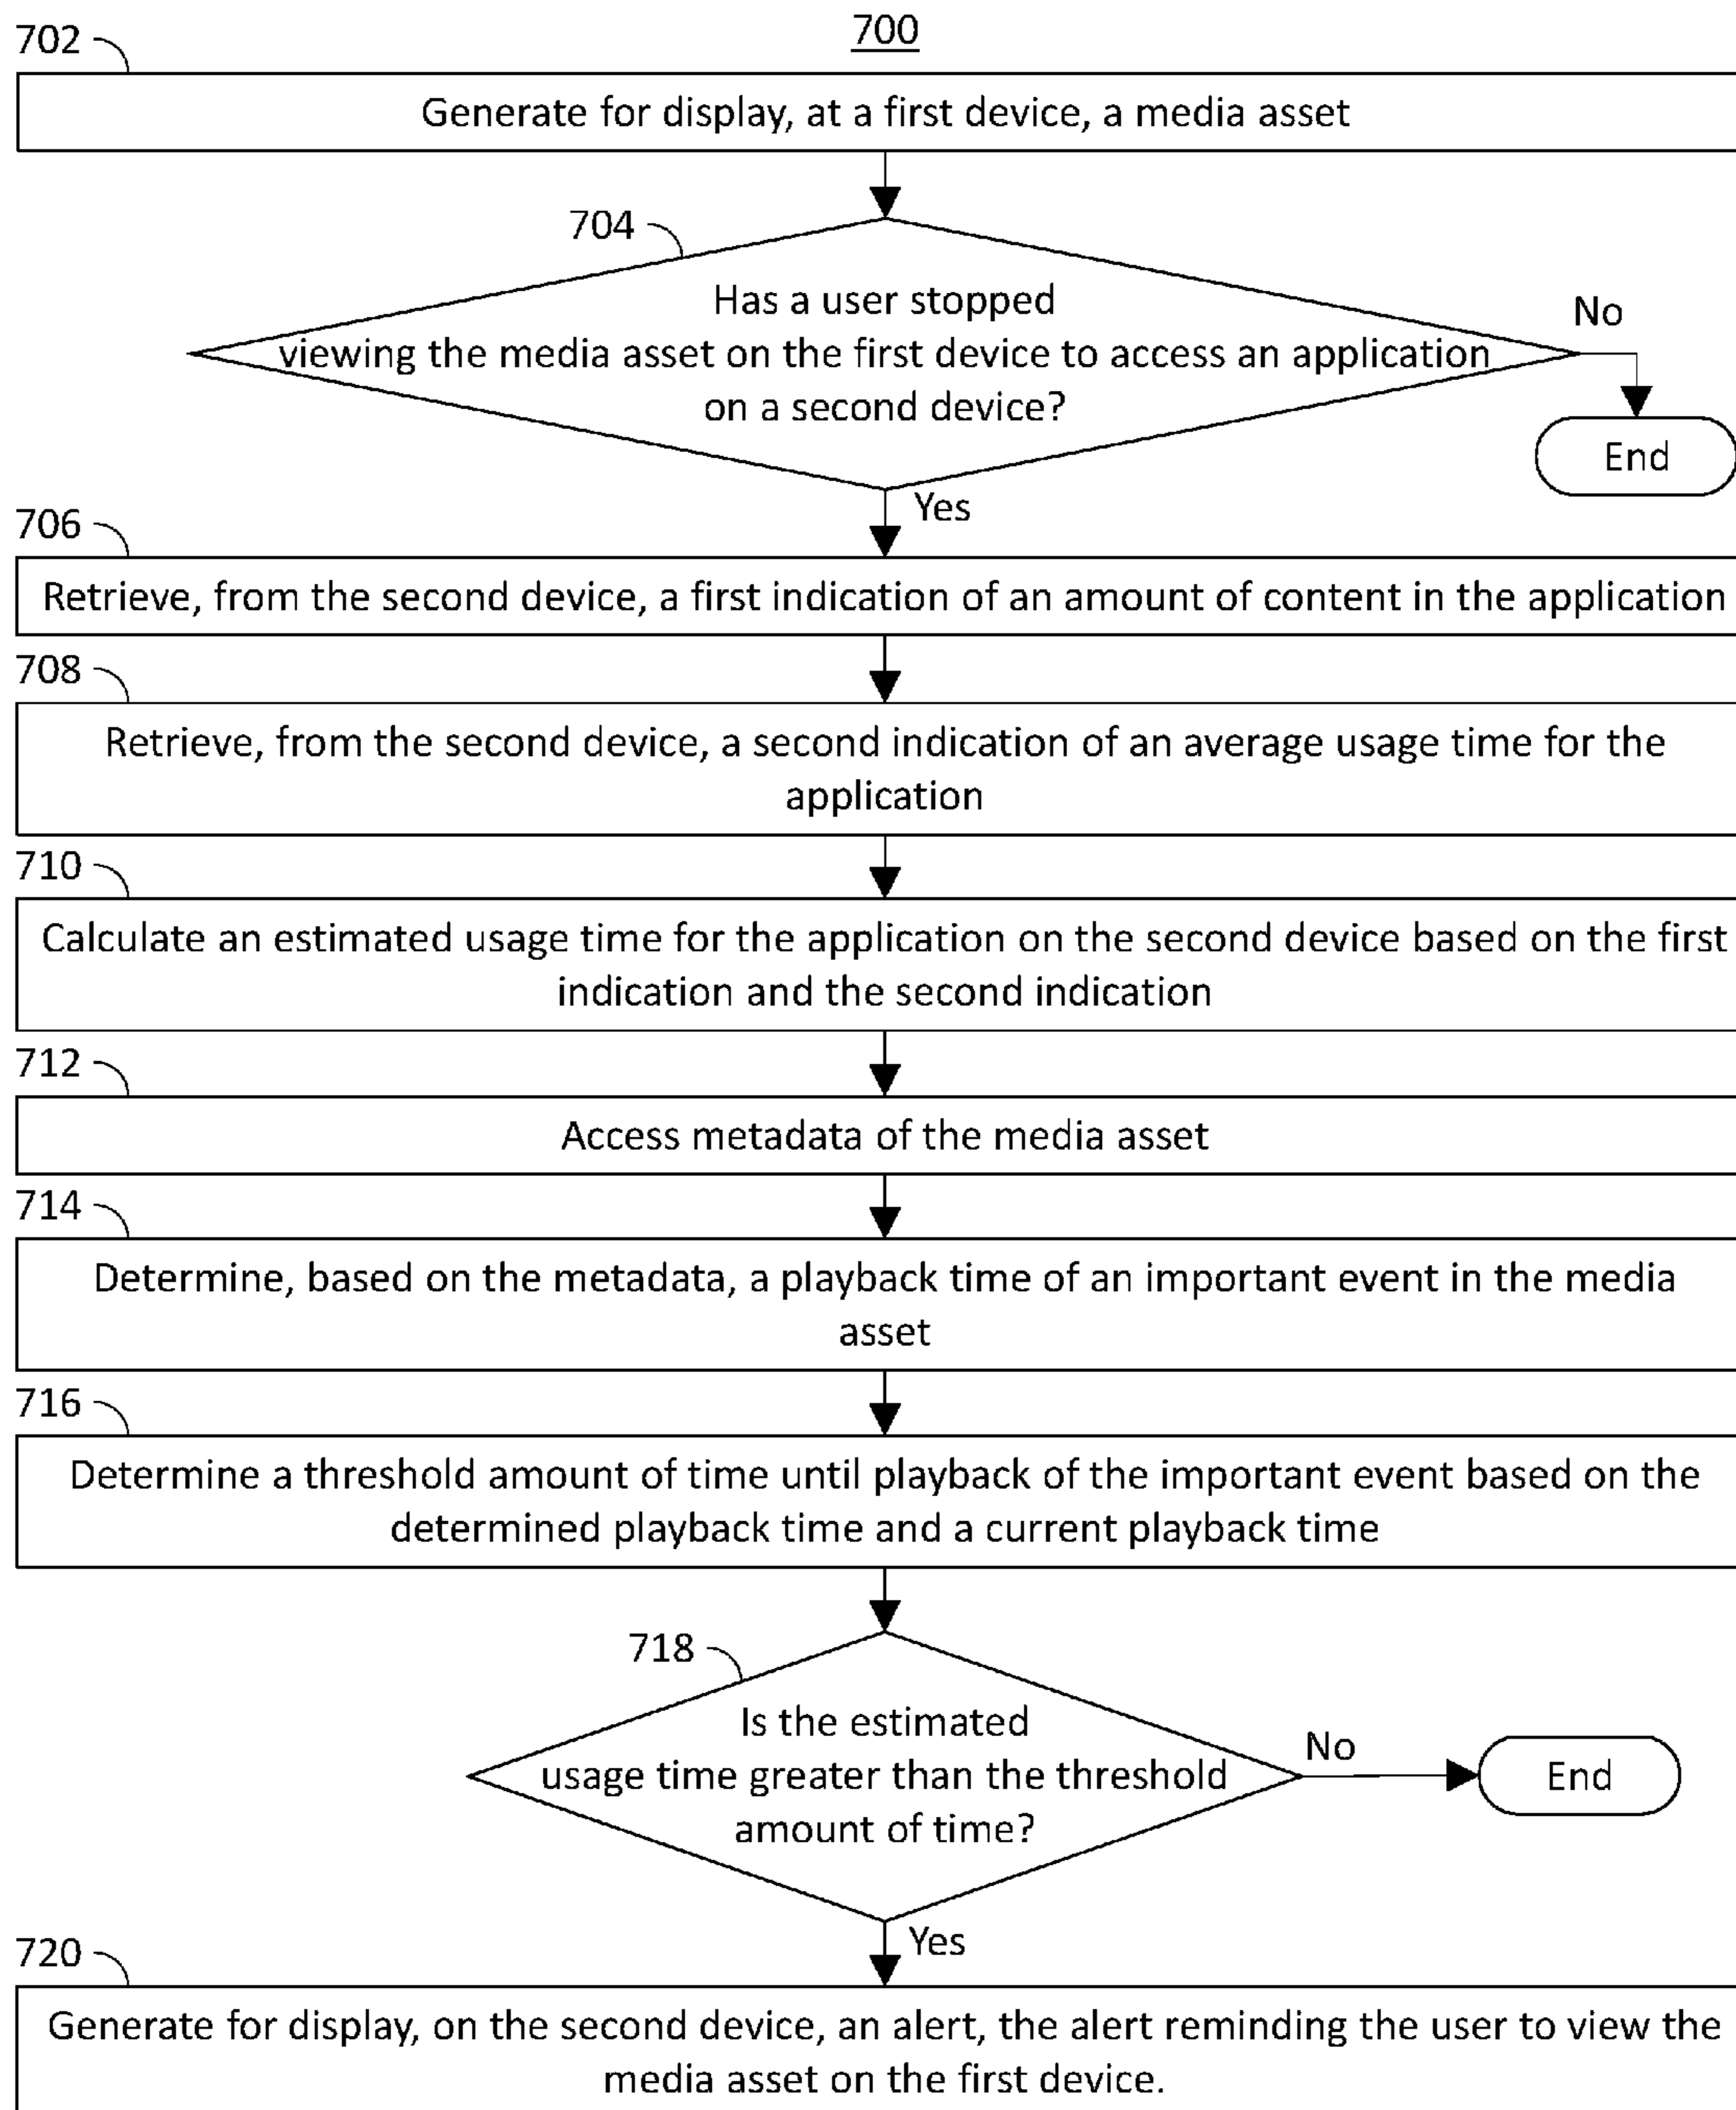 700
702
Generate for display, at a first device, a media asset
704
Has a user stopped
viewing the media asset on the first device to access an application
on a second device?
No
End
Yes
706
Retrieve, from the second device, a first indication of an amount of content in the application
708
Retrieve, from the second device, a second indication of an average usage time for the
application
710
Calculate an estimated usage time for the application on the second device based on the first
indication and the second indication
712
Access metadata of the media asset
714
Determine, based on the metadata, a playback time of an important event in the media
asset
716
Determine a threshold amount of time until playback of the important event based on the
determined playback time and a current playback time
718
Is the estimated
usage time greater than the threshold
amount of time?
No
End
Yes
720
Generate for display, on the second device, an alert, the alert reminding the user to view the
media asset on the first device.